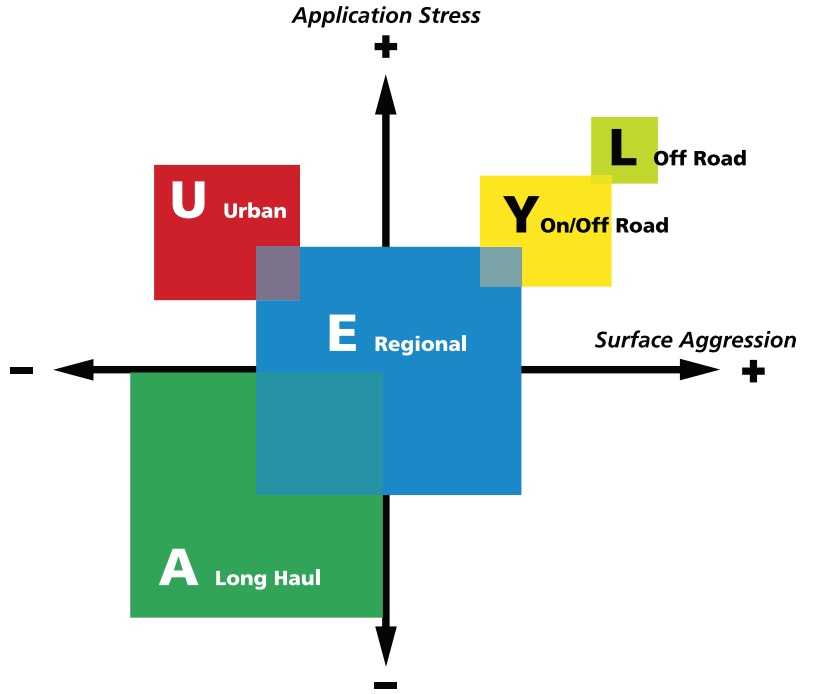 Application Stress
+
L Off Road
U Urban
Y On/Off Road
E Regional
Surface Aggression
- +
A Long Haul
-